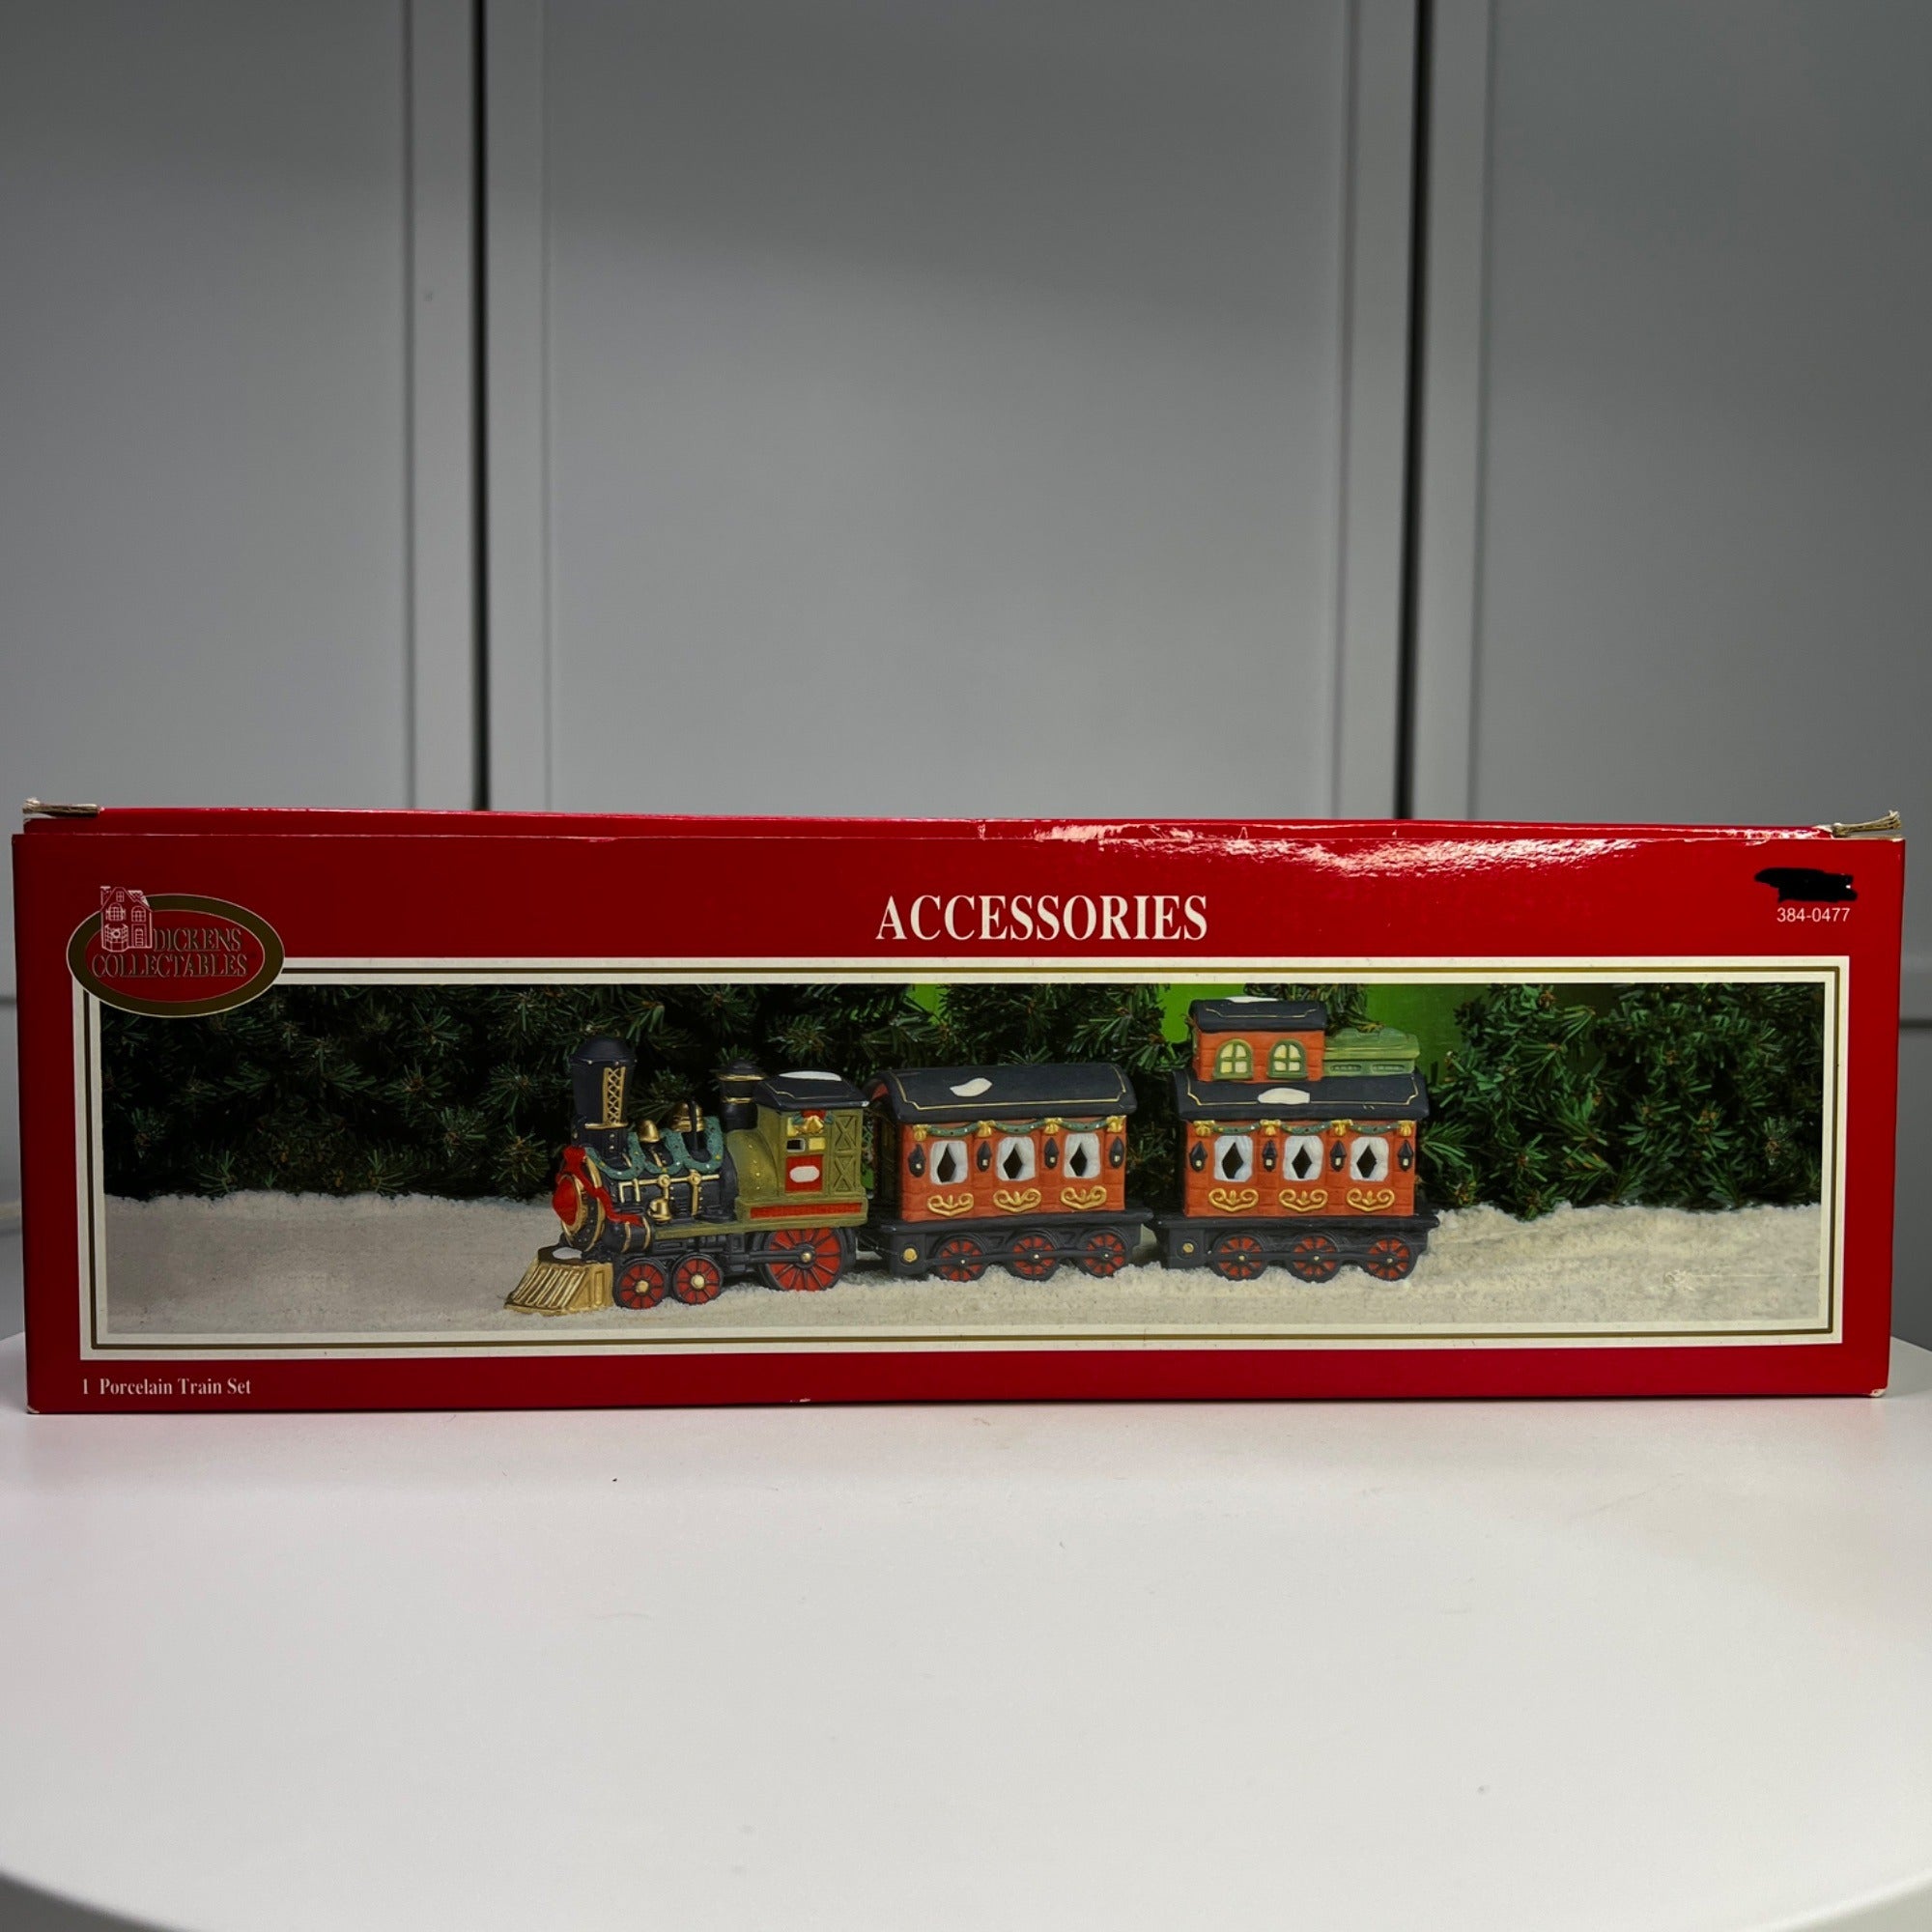 ACCESSORIES
384-0477
DICKENS
COLLECTABLES
1 Porcelain Train Set